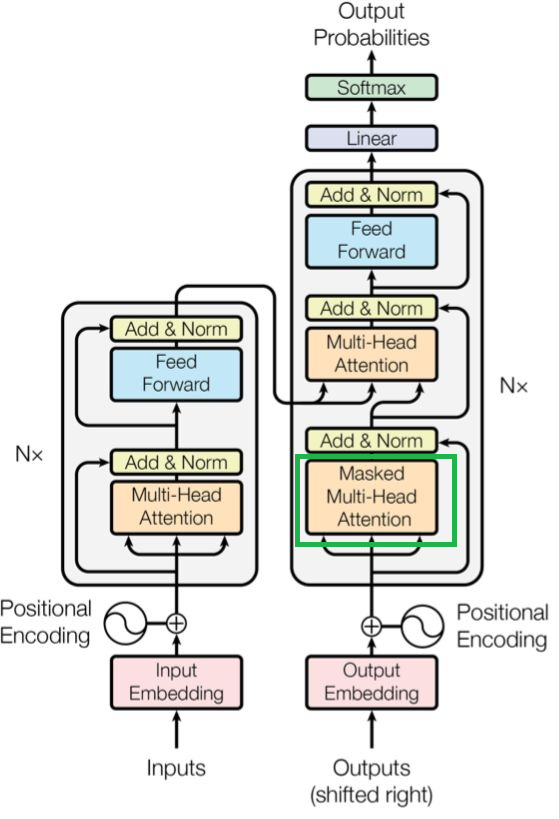 Output
Probabilities
Softmax
Linear
Add & Norm
Feed
Forward
Add & Norm
Multi-Head
Attention
Nx
Add & Norm
Masked
Multi-Head
Attention
Positional
Encoding
Output
Embedding
Outputs
(shifted right)
Add & Norm
Feed
Forward
Nx
Add & Norm
Multi-Head
Attention
Positional
Encoding
Input
Embedding
Inputs